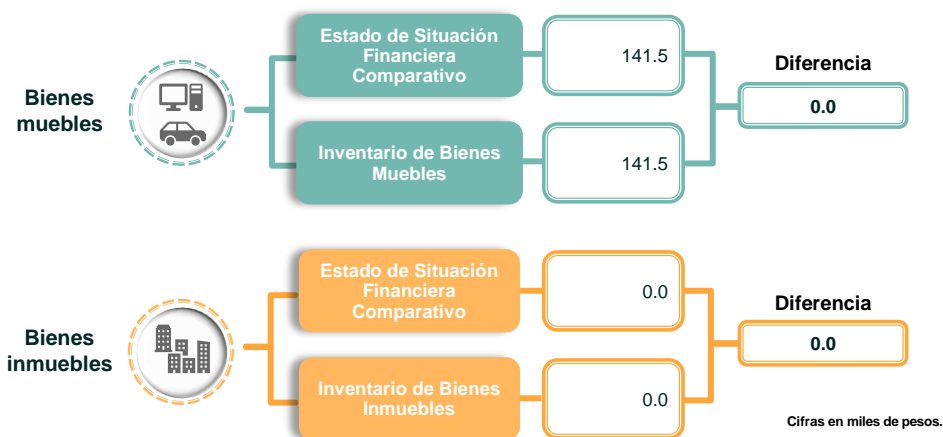 Bienes
muebles
Estado de Situación
Financiera
Comparativo
141.5
Inventario de Bienes
Muebles
141.5
Diferencia
0.0
Bienes
inmuebles
Estado de Situación
Financiera
Comparativo
0.0
Inventario de Bienes
Inmuebles
0.0
Diferencia
0.0
Cifras en miles de pesos.